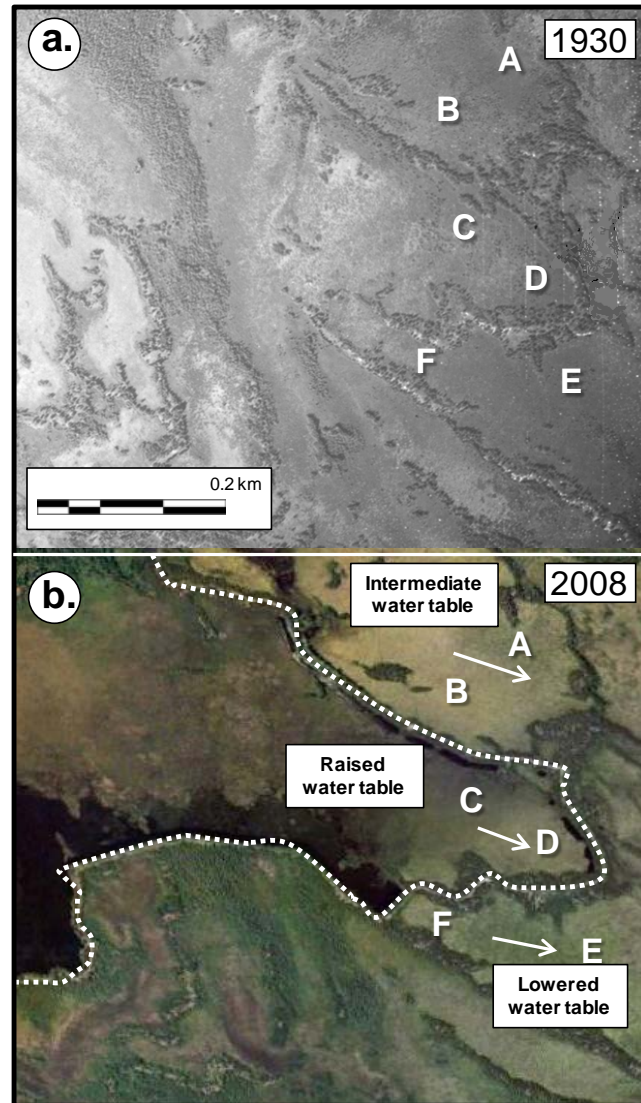 a.
1930
A
B
C
D
F
E
0.2 km
b.
2008
Intermediate
water table
A
B
Raised
water table
C
D
F
E
Lowered
water table